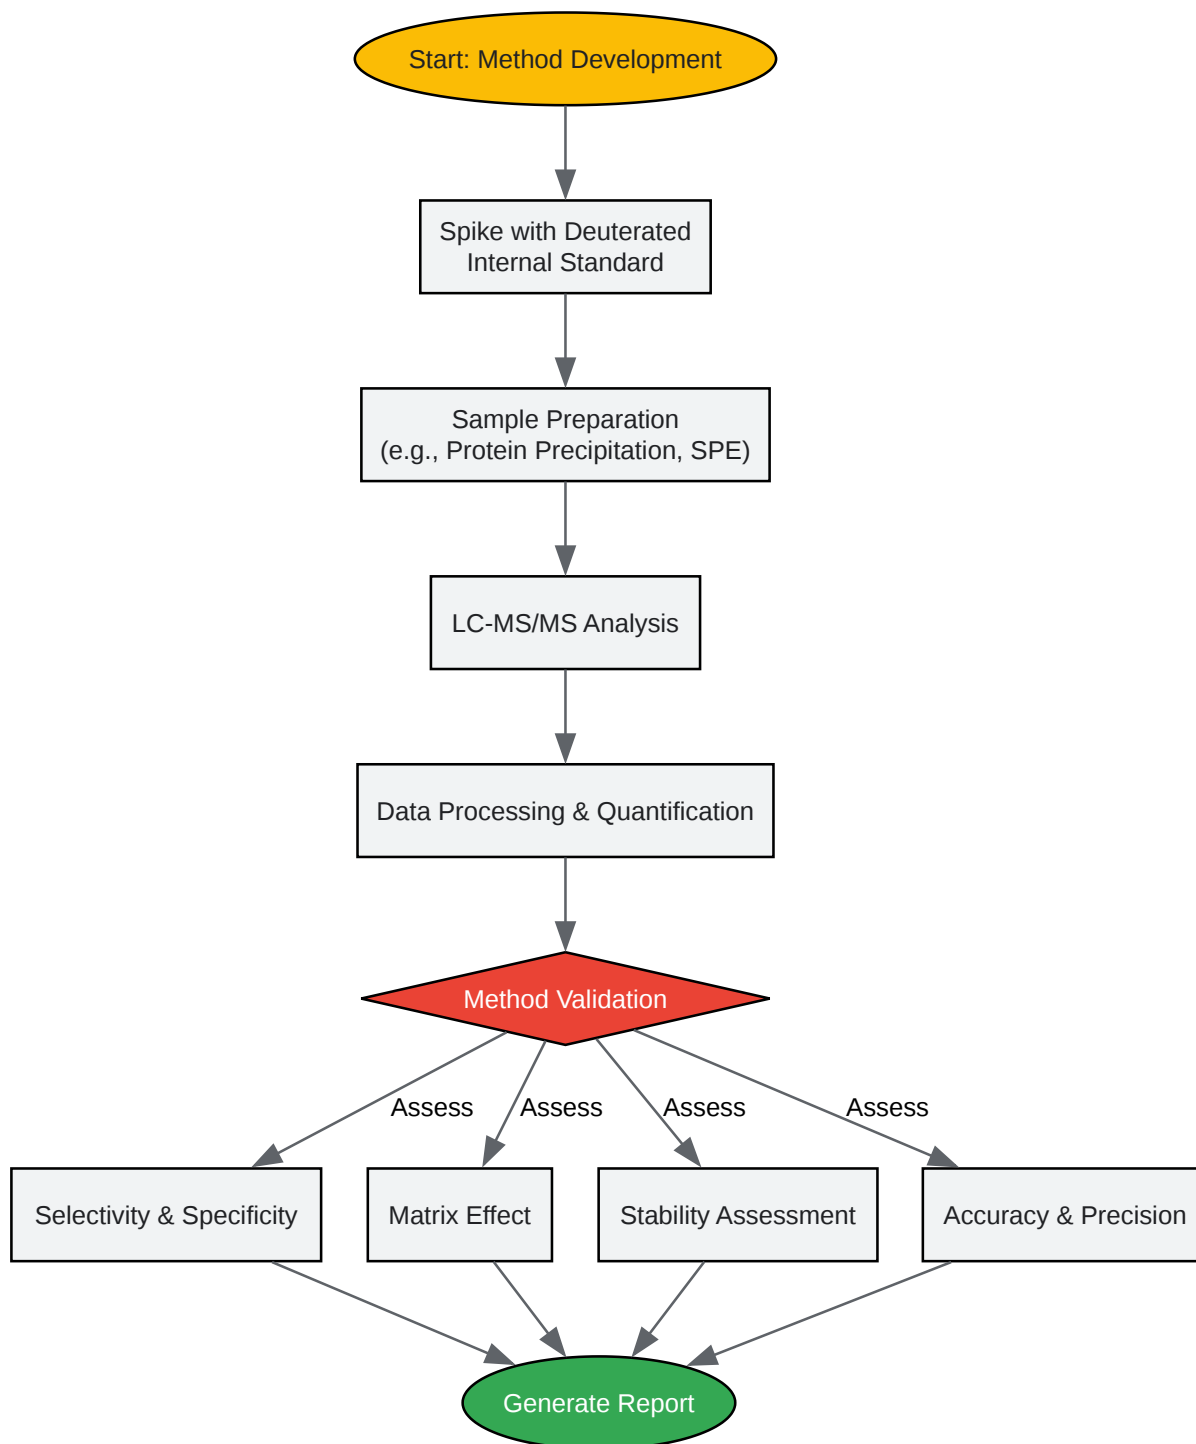 Start: Method Development
Spike with Deuterated
Internal Standard
Sample Preparation
(e.g., Protein Precipitation, SPE)
LC-MS/MS Analysis
Data Processing & Quantification
Method Validation
Assess
Assess
Assess
Assess
Selectivity & Specificity
Matrix Effect
Stability Assessment
Accuracy & Precision
Generate Report